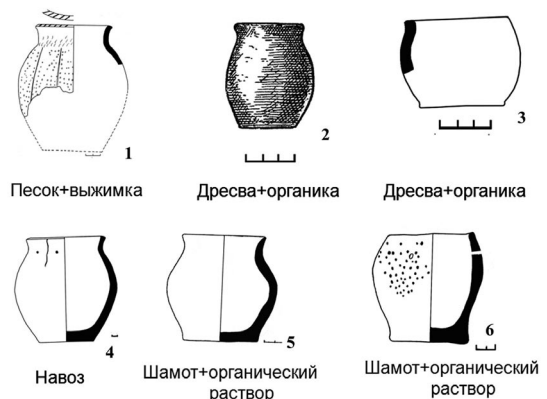 1
2
3
Песок+выжимка
Дресва+органика
Дресва+органика
4
5
6
Навоз
Шамот+органический
раствор
Шамот+органический
раствор